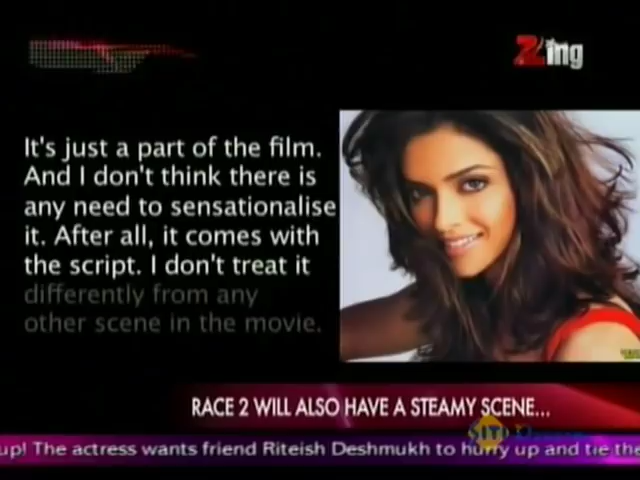 Zing
It's just a part of the film.
And I don't think there is
any need to sensationalise
it. After all, it comes with
the script. I don't treat it
differently from any
other scene in the movie.
RACE 2 WILL ALSO HAVE A STEAMY SCENE...
SITI
up! The actress wants friend Riteish Deshmukh to hurry up and tie the